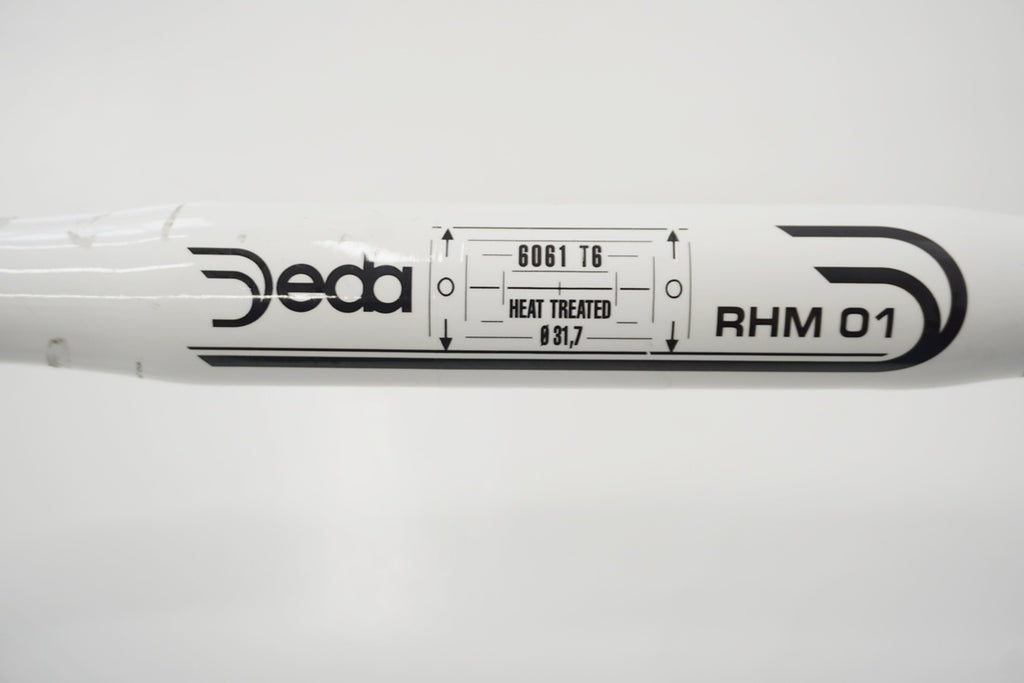 Deda
6061 T6
HEAT TREATED
Ø 31,7
RHM 01